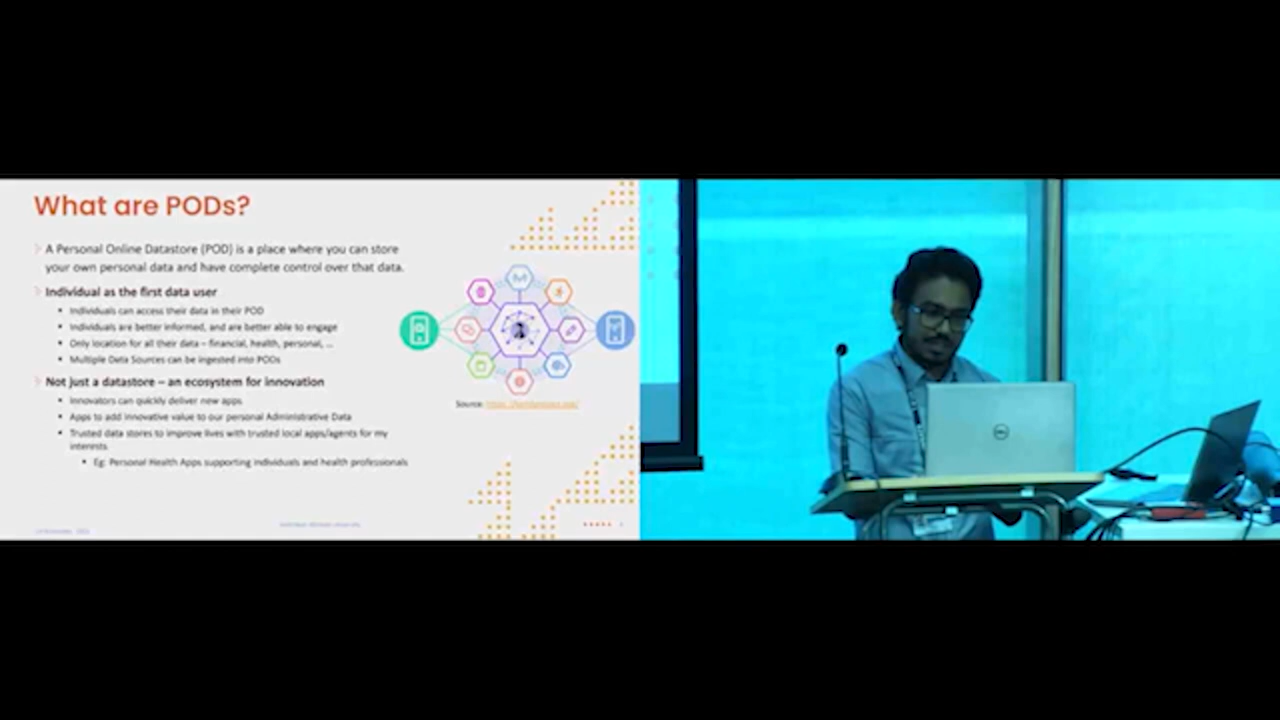 What are PODs?
A Personal Online Datastore (POD) is a place where you can store
your own personal data and have complete control over that data.
Individual as the first data user
Individuals can access their data in their POD
Individuals are better informed, and are better able to engage
Only location for all their data – financial, health, personal, ...
Multiple Data Sources can be ingested into PODs
Not just a datastore – an ecosystem for innovation
Innovators can quickly deliver new apps
Apps to add innovative value to our personal Administrative Data
Trusted data stores to improve lives with trusted local apps/agents for my
interests
Eg: Personal Health Apps supporting individuals and health professionals
Source:
DELL